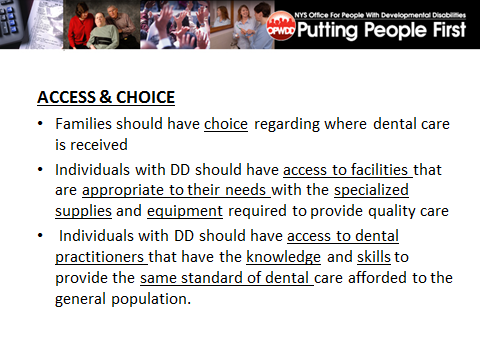 NYS Office For People With Developmental Disabilities
OPWDD
Putting People First
ACCESS & CHOICE
• Families should have choice regarding where dental care
is received
• Individuals with DD should have access to facilities that
are appropriate to their needs with the specialized
supplies and equipment required to provide quality care
• Individuals with DD should have access to dental
practitioners that have the knowledge and skills to
provide the same standard of dental care afforded to the
general population.